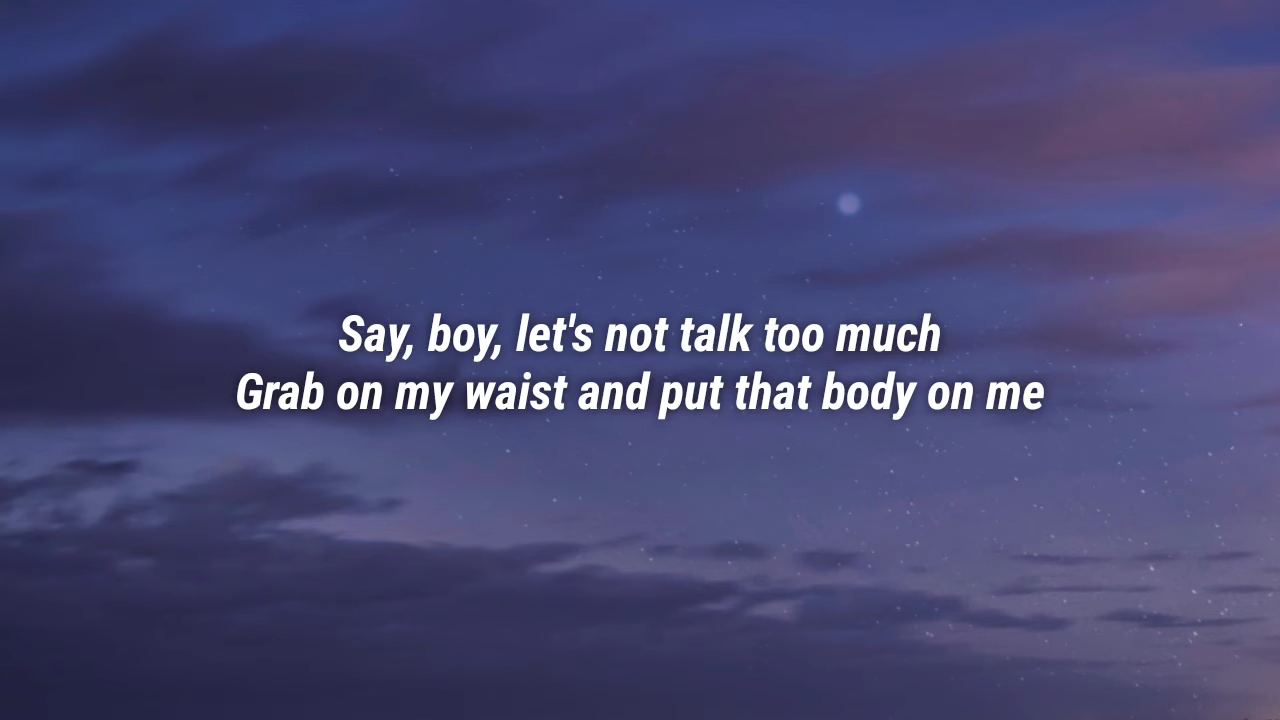 Say, boy, let's not talk too much
Grab on my waist and put that body on me